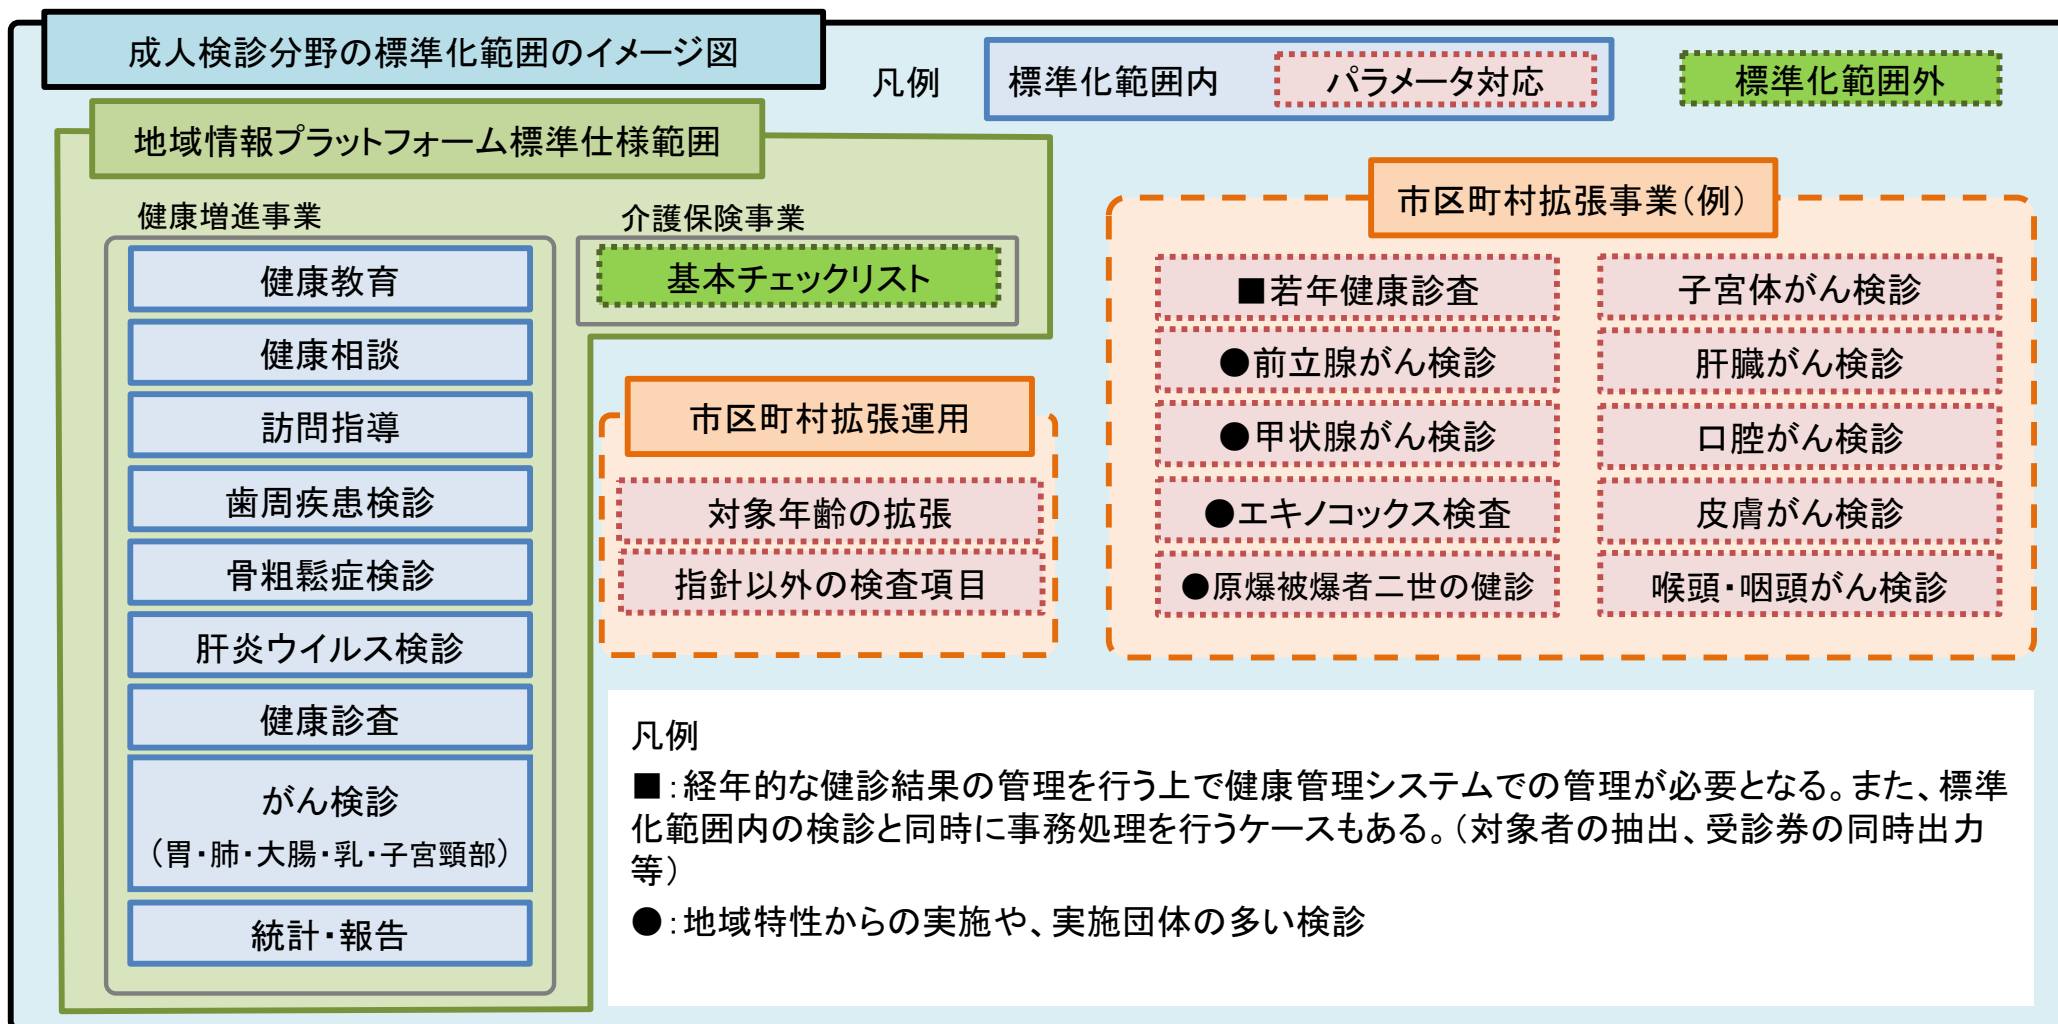 成人検診分野の標準化範囲のイメージ図
凡例
標準化範囲内
パラメータ対応
標準化範囲外
地域情報プラットフォーム標準仕様範囲
健康増進事業
健康教育
健康相談
訪問指導
歯周疾患検診
骨粗鬆症検診
肝炎ウイルス検診
健康診査
がん検診
（胃・肺・大腸・乳・子宮頸部）
統計・報告
介護保険事業
基本チェックリスト
市区町村拡張運用
対象年齢の拡張
指針以外の検査項目
市区町村拡張事業（例）
■若年健康診査
●前立腺がん検診
●甲状腺がん検診
●エキノコックス検査
●原爆被爆者二世の健診
子宮体がん検診
肝臓がん検診
口腔がん検診
皮膚がん検診
喉頭・咽頭がん検診
凡例
■：経年的な健診結果の管理を行う上で健康管理システムでの管理が必要となる。また、標準
化範囲内の検診と同時に事務処理を行うケースもある。（対象者の抽出、受診券の同時出力
等）
●：地域特性からの実施や、実施団体の多い検診